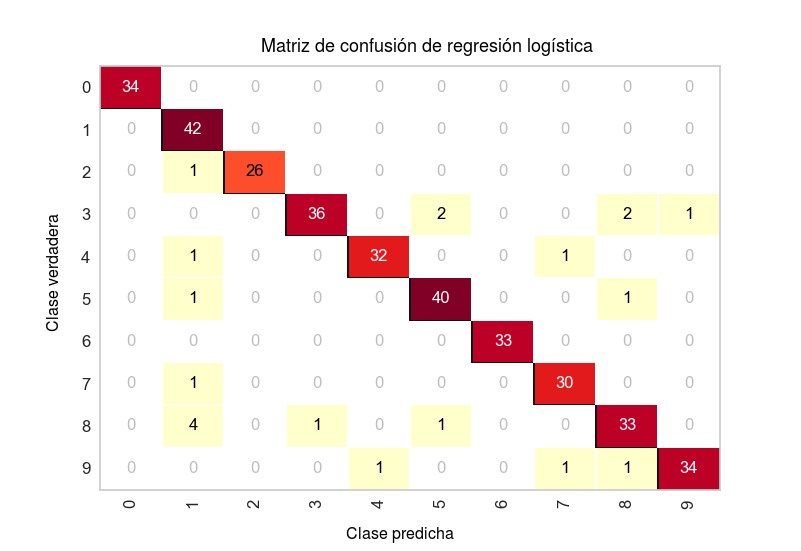 Matriz de confusión de regresión logística
0 34 0 0 0 0 0 0 0 0 0
1 0 42 0 0 0 0 0 0 0 0
2 0 1 26 0 0 0 0 0 0 0
3 0 0 0 36 0 2 0 0 2 1
4 0 1 0 0 32 0 0 1 0 0
5 0 1 0 0 0 40 0 0 1 0
6 0 0 0 0 0 0 33 0 0 0
7 0 1 0 0 0 0 0 30 0 0
8 0 4 0 1 0 1 0 0 33 0
9 0 0 0 0 1 0 0 1 1 34
0 1 2 3 4 5 6 7 8 9
Clase verdadera
Clase predicha